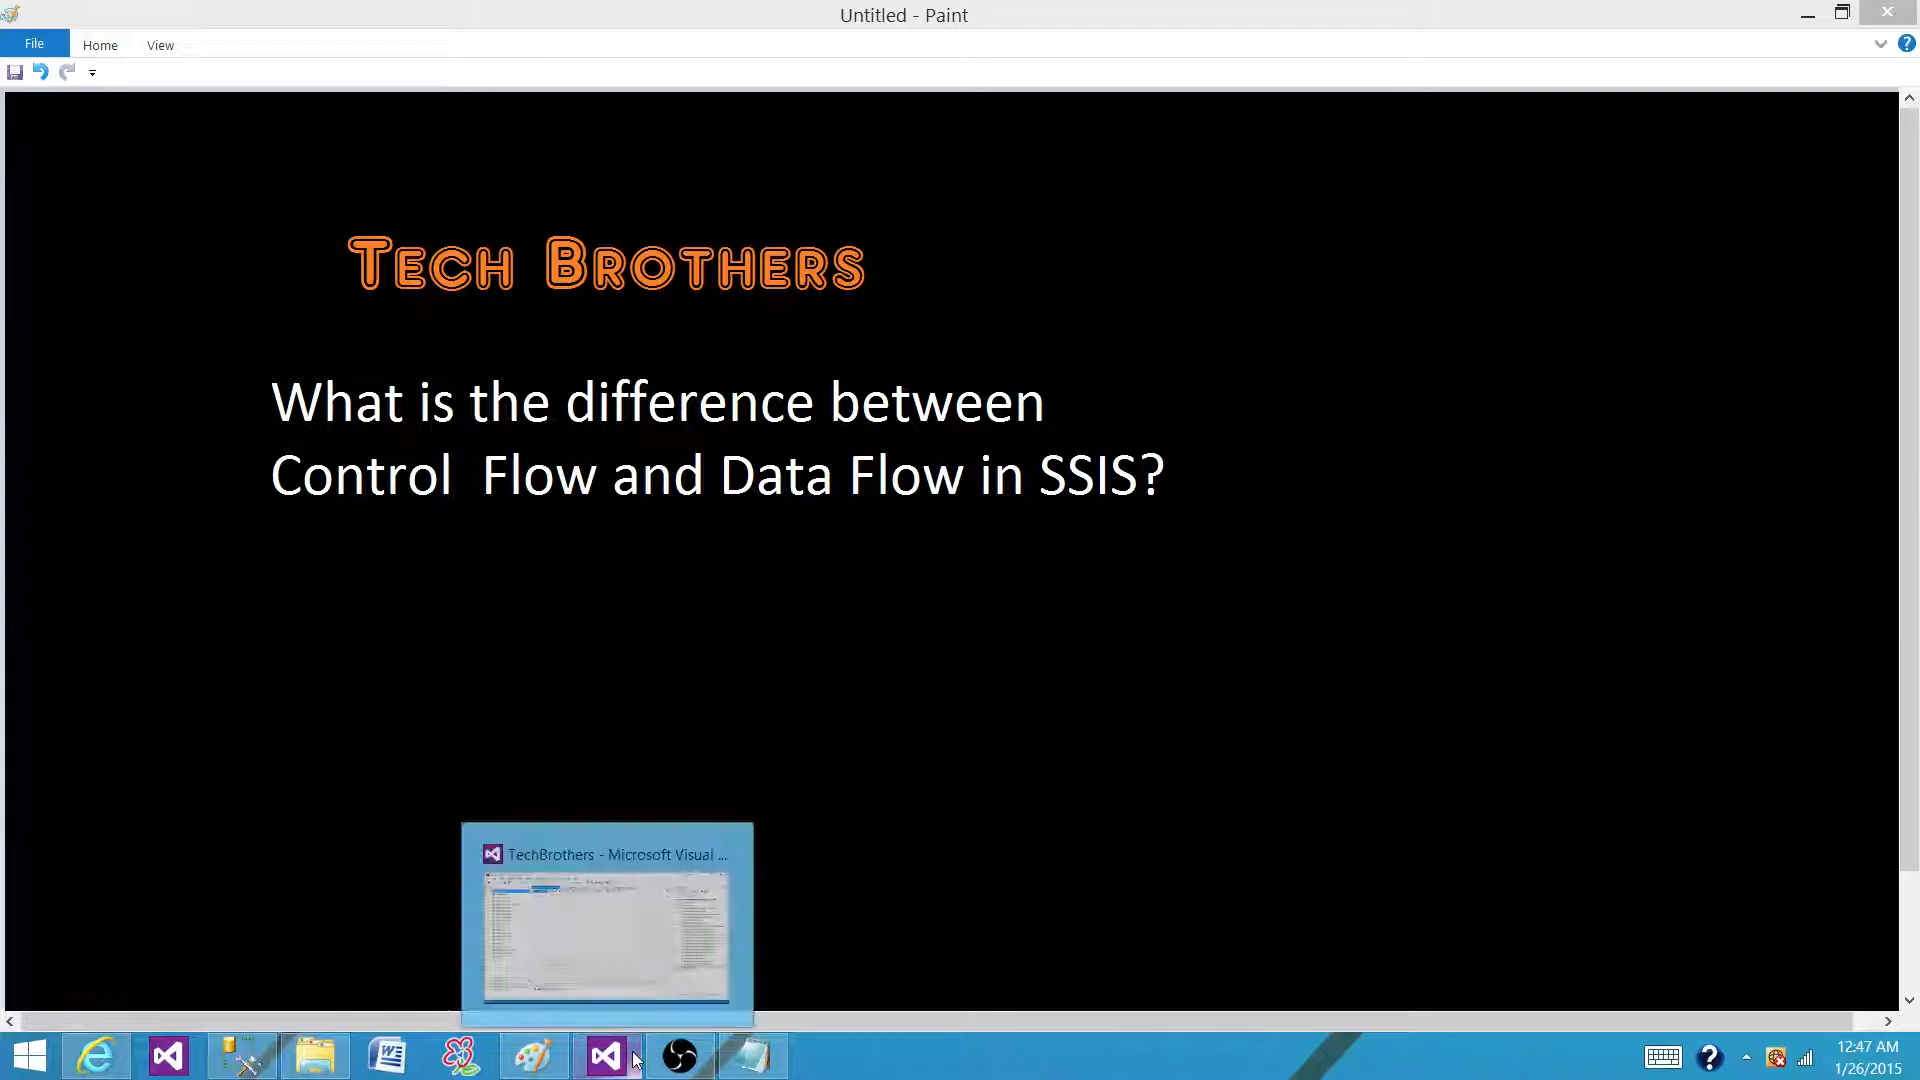 Untitled - Paint
File
Home
View
Tech Brothers
What is the difference between
Control Flow and Data Flow in SSIS?
TechBrothers - Microsoft Visual ...
12:47 AM
1/26/2015